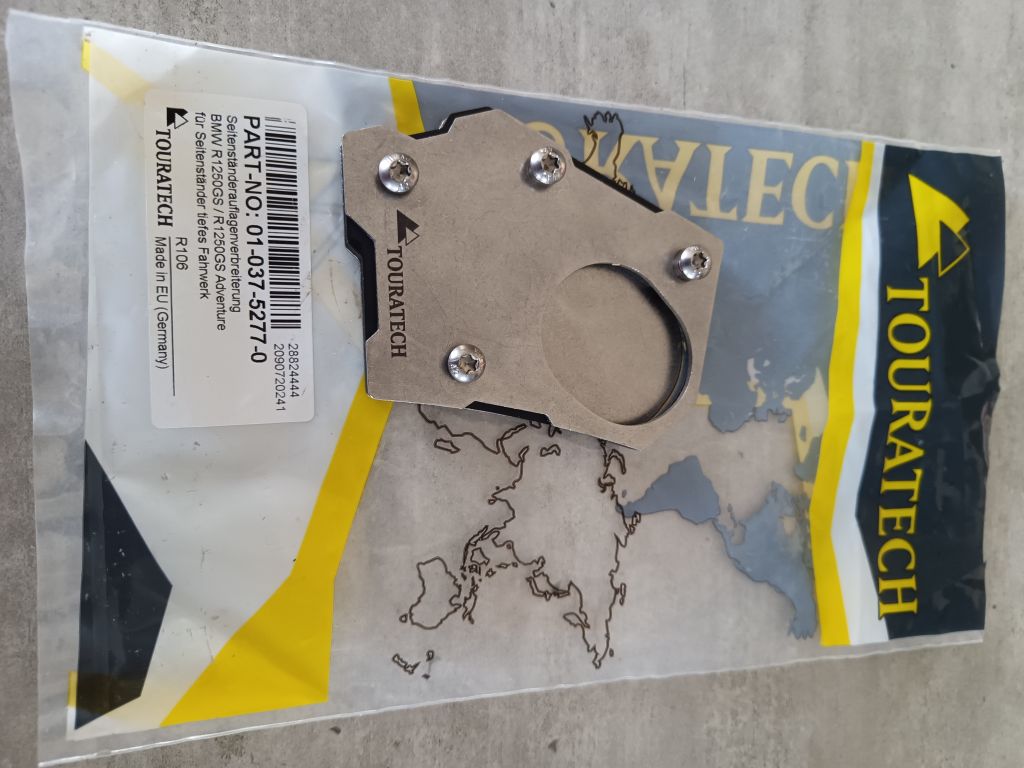 28824444
2090720241
PART-NO: 01-037-5277-0
Seitenständerauflagenverbreiterung
BMW R1250GS / R1250GS Adventure
für Seitenständer tiefes Fahrwerk
R106
TOURATECH Made in EU (Germany)
TOURATECH
TOURATECH
OURATECH